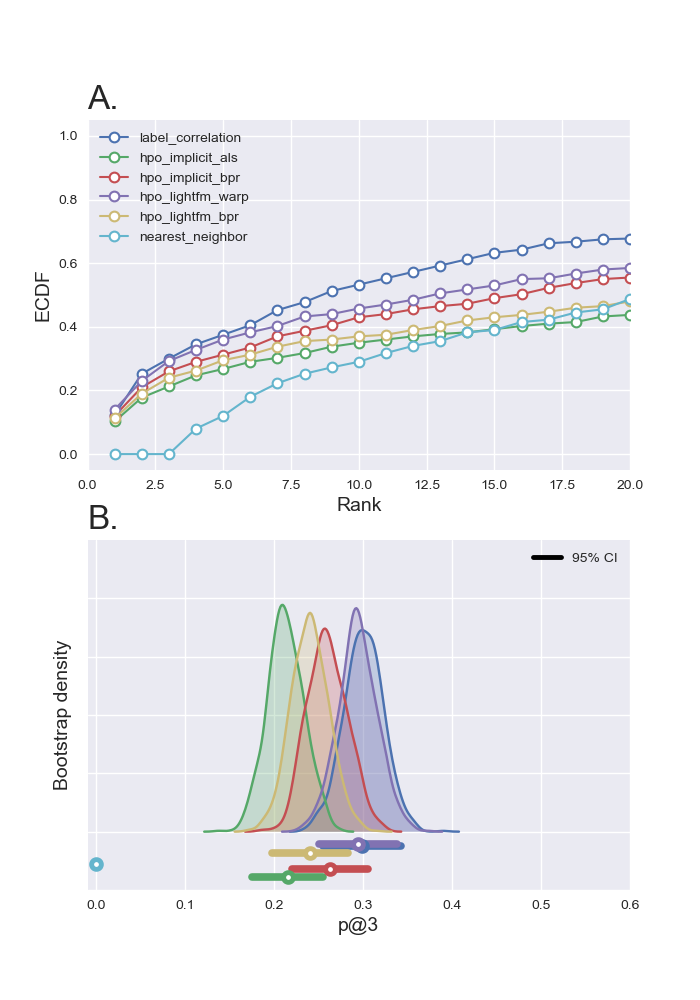 A.
label_correlation
hpo_implicit_als
hpo_implicit_bpr
hpo_lightfm_warp
hpo_lightfm_bpr
nearest_neighbor
1.0
0.8
0.6
0.4
0.2
0.0
ECDF
0.0 2.5 5.0 7.5 10.0 12.5 15.0 17.5 20.0
Rank
B.
95% CI
Bootstrap density
0.0 0.1 0.2 0.3 0.4 0.5 0.6
p@3